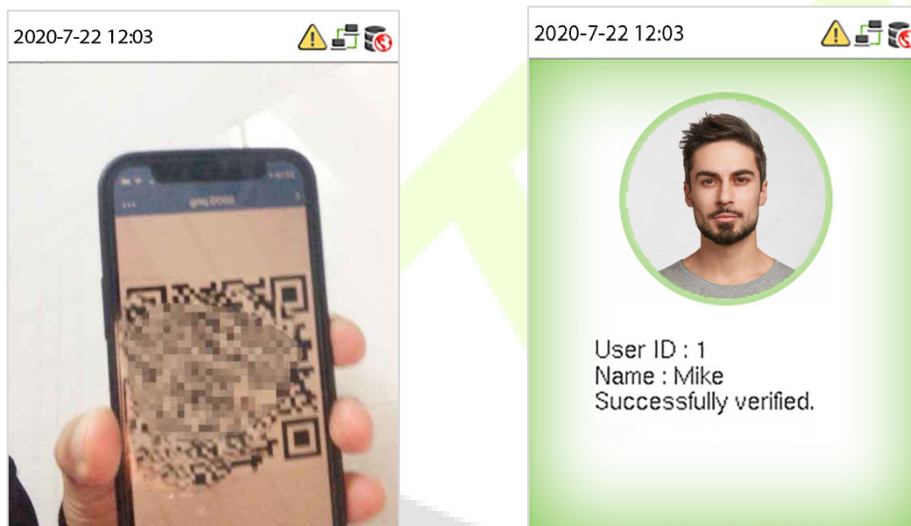 2020-7-22 12:03
2020-7-22 12:03
User ID : 1
Name : Mike
Successfully verified.